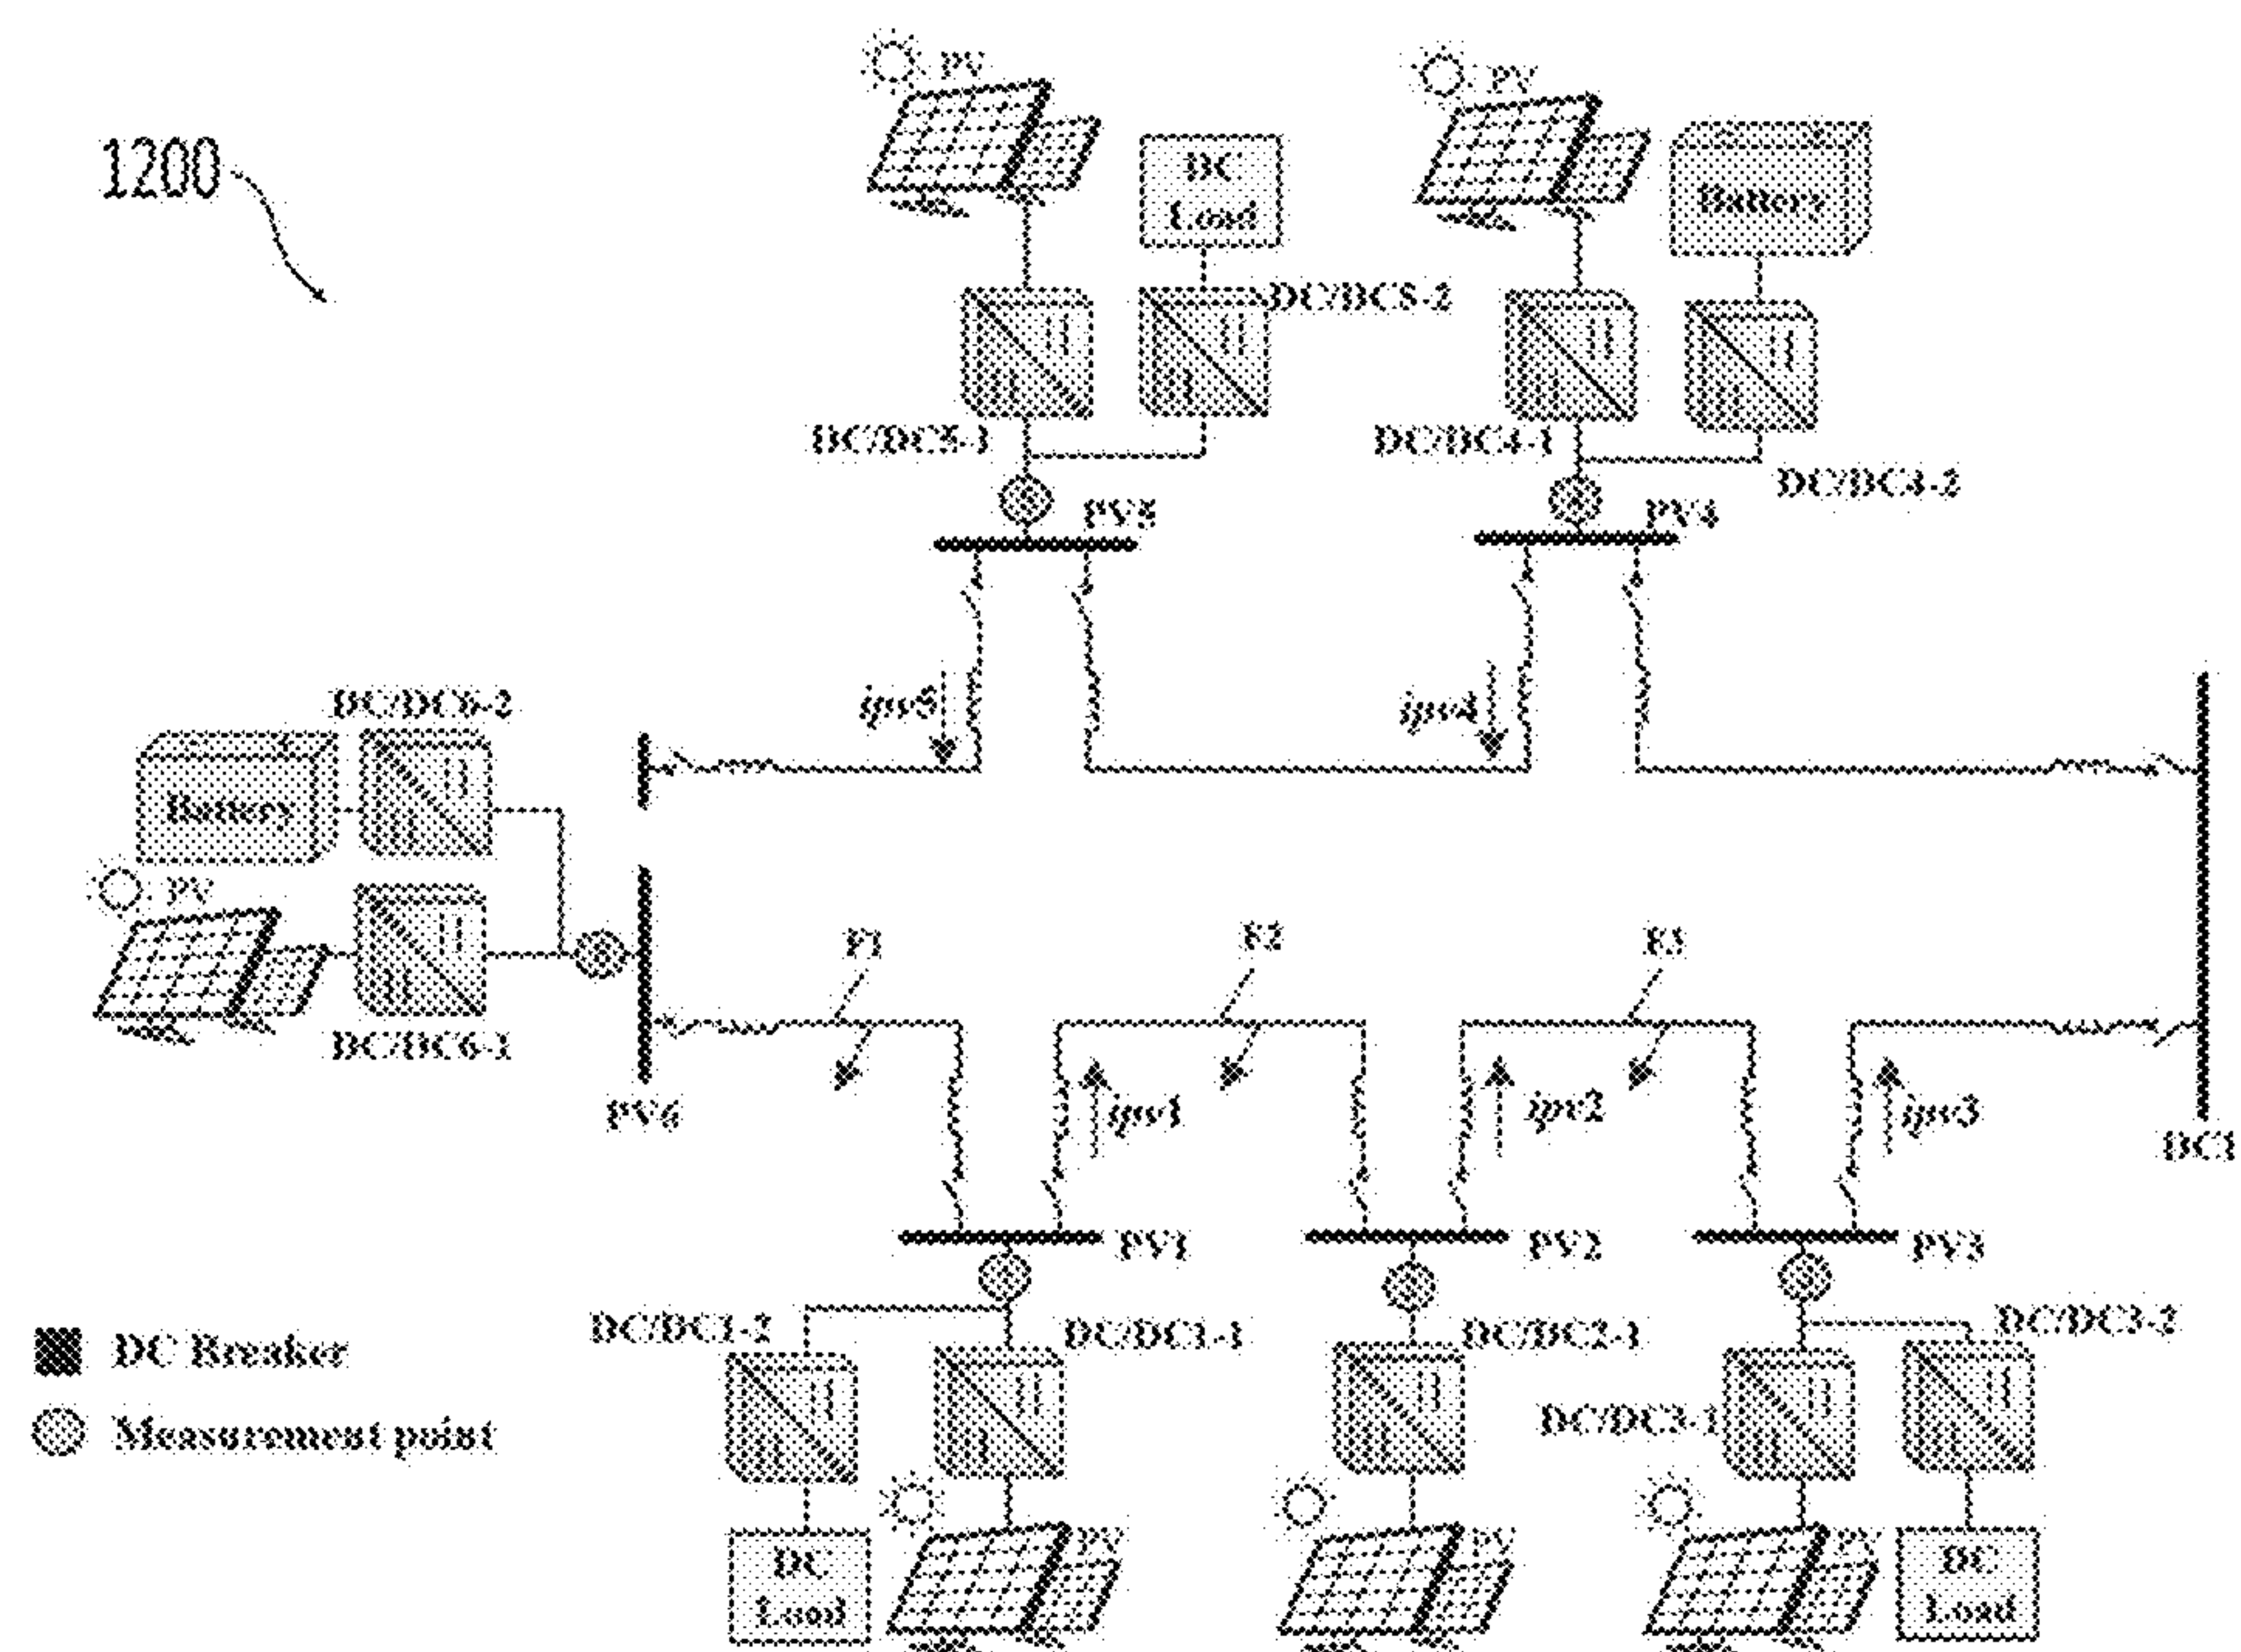 1200
PV
PV
DC
Load
Battery
DC/DC5-2
DC/DC5-1
DC/DC4-1
DC/DC4-2
PV5
PV4
ipv5
ipv4
DC/DC6-2
Battery
PV
DC/DC6-1
PV6
F1
F2
F3
ipv1
ipv2
ipv3
DC1
PV1
PV2
PV3
DC/DC1-2
DC/DC1-1
DC/DC2-1
DC/DC3-2
DC/DC3-1
DC Breaker
Measurement point
DC
Load
PV
PV
PV
DC
Load